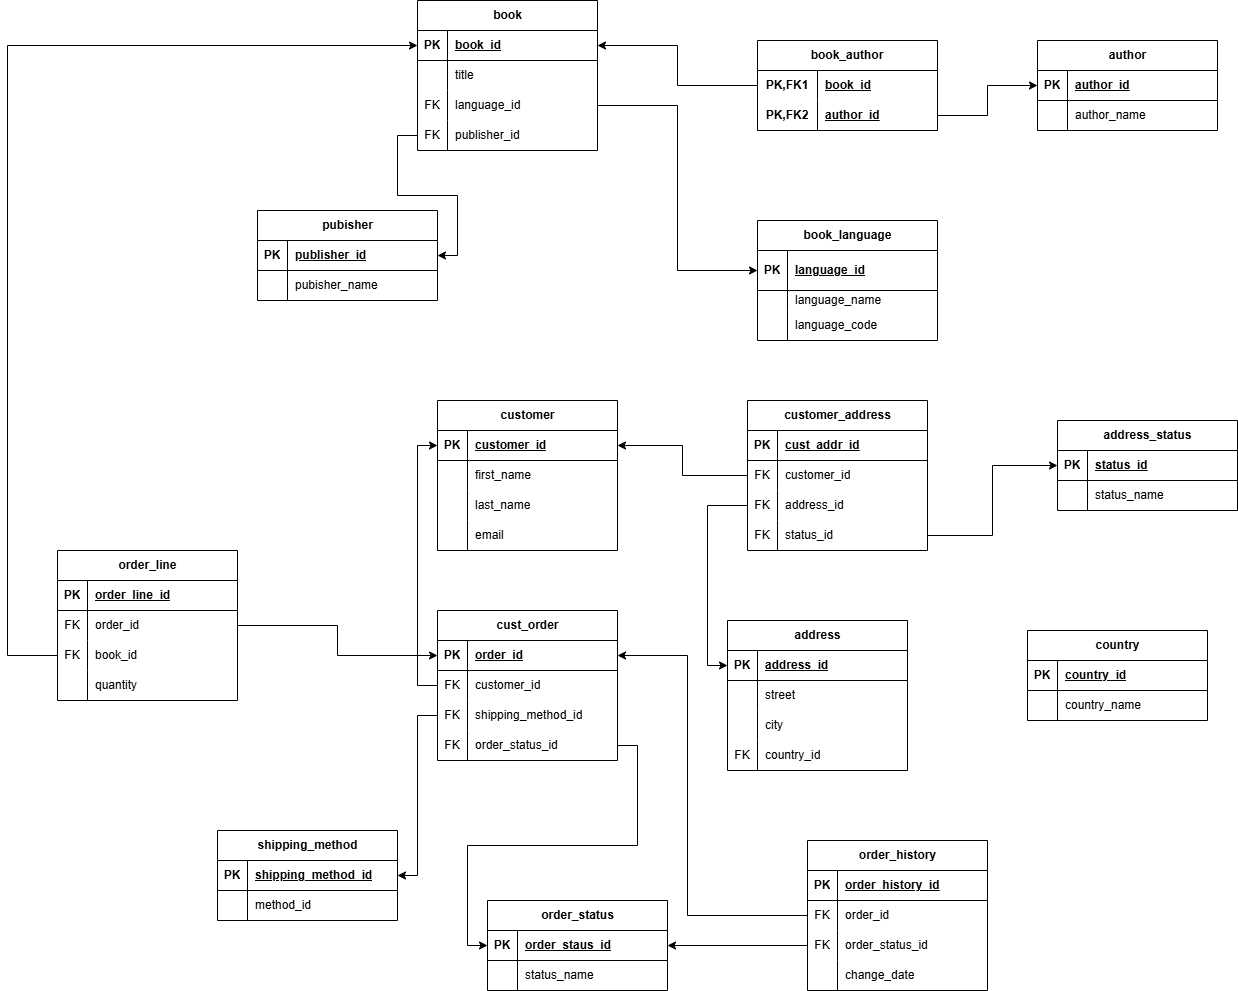 book
PK book_id
title
FK language_id
FK publisher_id
book_author
PK,FK1 book_id
PK,FK2 author_id
author
PK author_id
author_name
pubisher
PK publisher_id
pubisher_name
book_language
PK language_id
language_name
language_code
customer
PK customer_id
first_name
last_name
email
customer_address
PK cust_addr_id
FK customer_id
FK address_id
FK status_id
address_status
PK status_id
status_name
order_line
PK order_line_id
FK order_id
FK book_id
quantity
cust_order
PK order_id
FK customer_id
FK shipping_method_id
FK order_status_id
address
PK address_id
street
city
FK country_id
country
PK country_id
country_name
shipping_method
PK shipping_method_id
method_id
order_status
PK order_staus_id
status_name
order_history
PK order_history_id
FK order_id
FK order_status_id
change_date